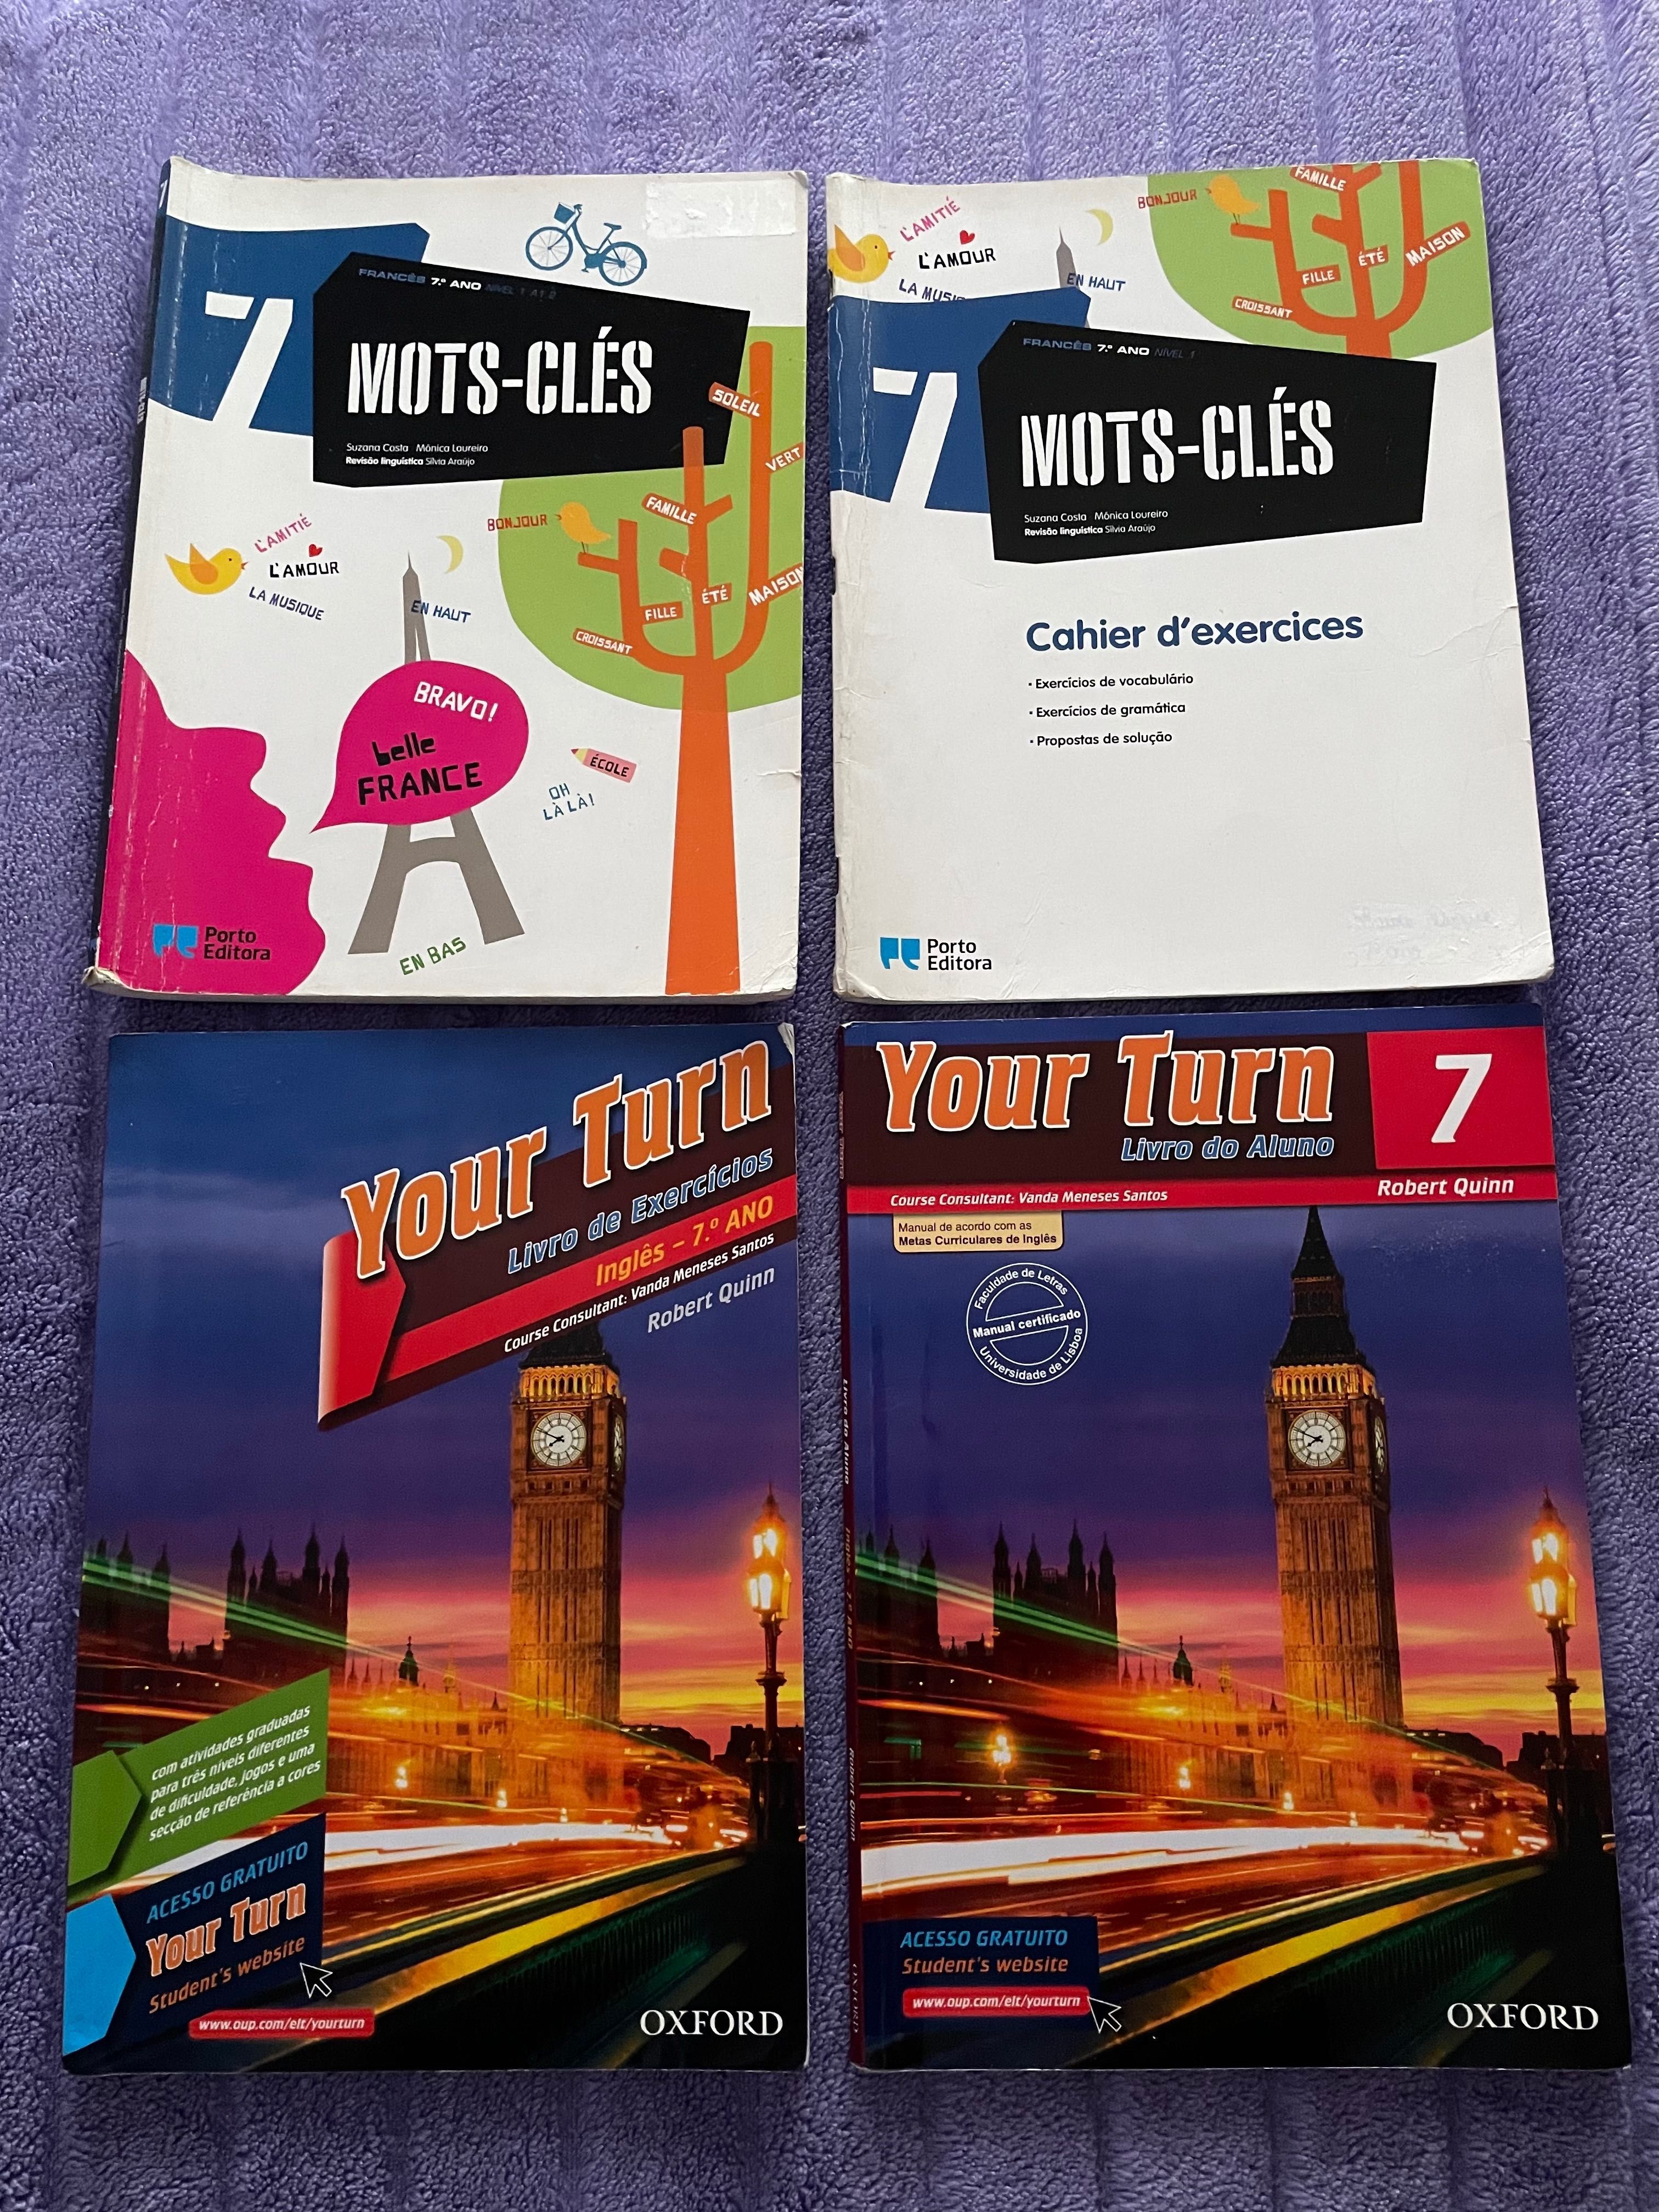 7
7
FRANCÊS 7.º ANO NÍVEL 1 A1.2
MOTS-CLÉS
Suzana Costa Mónica Loureiro
Revisão linguística Sílvia Araújo
SOLEIL
VERT
FAMILLE
BONJOUR
L'AMITIÉ
L'AMOUR
LA MUSIQUE
EN HAUT
FILLE
ÉTÉ
MAISON
CROISSANT
BRAVO!
belle
FRANCE
ÉCOLE
OH
LÀ LÀ!
EN BAS
Porto
Editora
FAMILLE
BONJOUR
L'AMITIÉ
L'AMOUR
LA MUSIQ
EN HAUT
FILLE
ÉTÉ
MAISON
CROISSANT
7
FRANCÊS 7.º ANO NÍVEL 1
MOTS-CLÉS
Suzana Costa Mónica Loureiro
Revisão linguística Sílvia Araújo
Cahier d'exercices
• Exercícios de vocabulário
• Exercícios de gramática
• Propostas de solução
Porto
Editora
Your Turn
Livro de Exercícios
Inglês – 7.º ANO
Course Consultant: Vanda Meneses Santos
Robert Quinn
com atividades graduadas
para três níveis diferentes
de dificuldade, jogos e uma
secção de referência a cores
ACESSO GRATUITO
Your Turn
Student's website
www.oup.com/elt/yourturn
OXFORD
Your Turn
7
Livro do Aluno
Course Consultant: Vanda Meneses Santos
Robert Quinn
Manual de acordo com as
Metas Curriculares de Inglês
Faculdade de Letras
Manual certificado
Universidade de Lisboa
Livro do Aluno
Robert Quinn
OXFORD
ACESSO GRATUITO
Student's website
www.oup.com/elt/yourturn
OXFORD